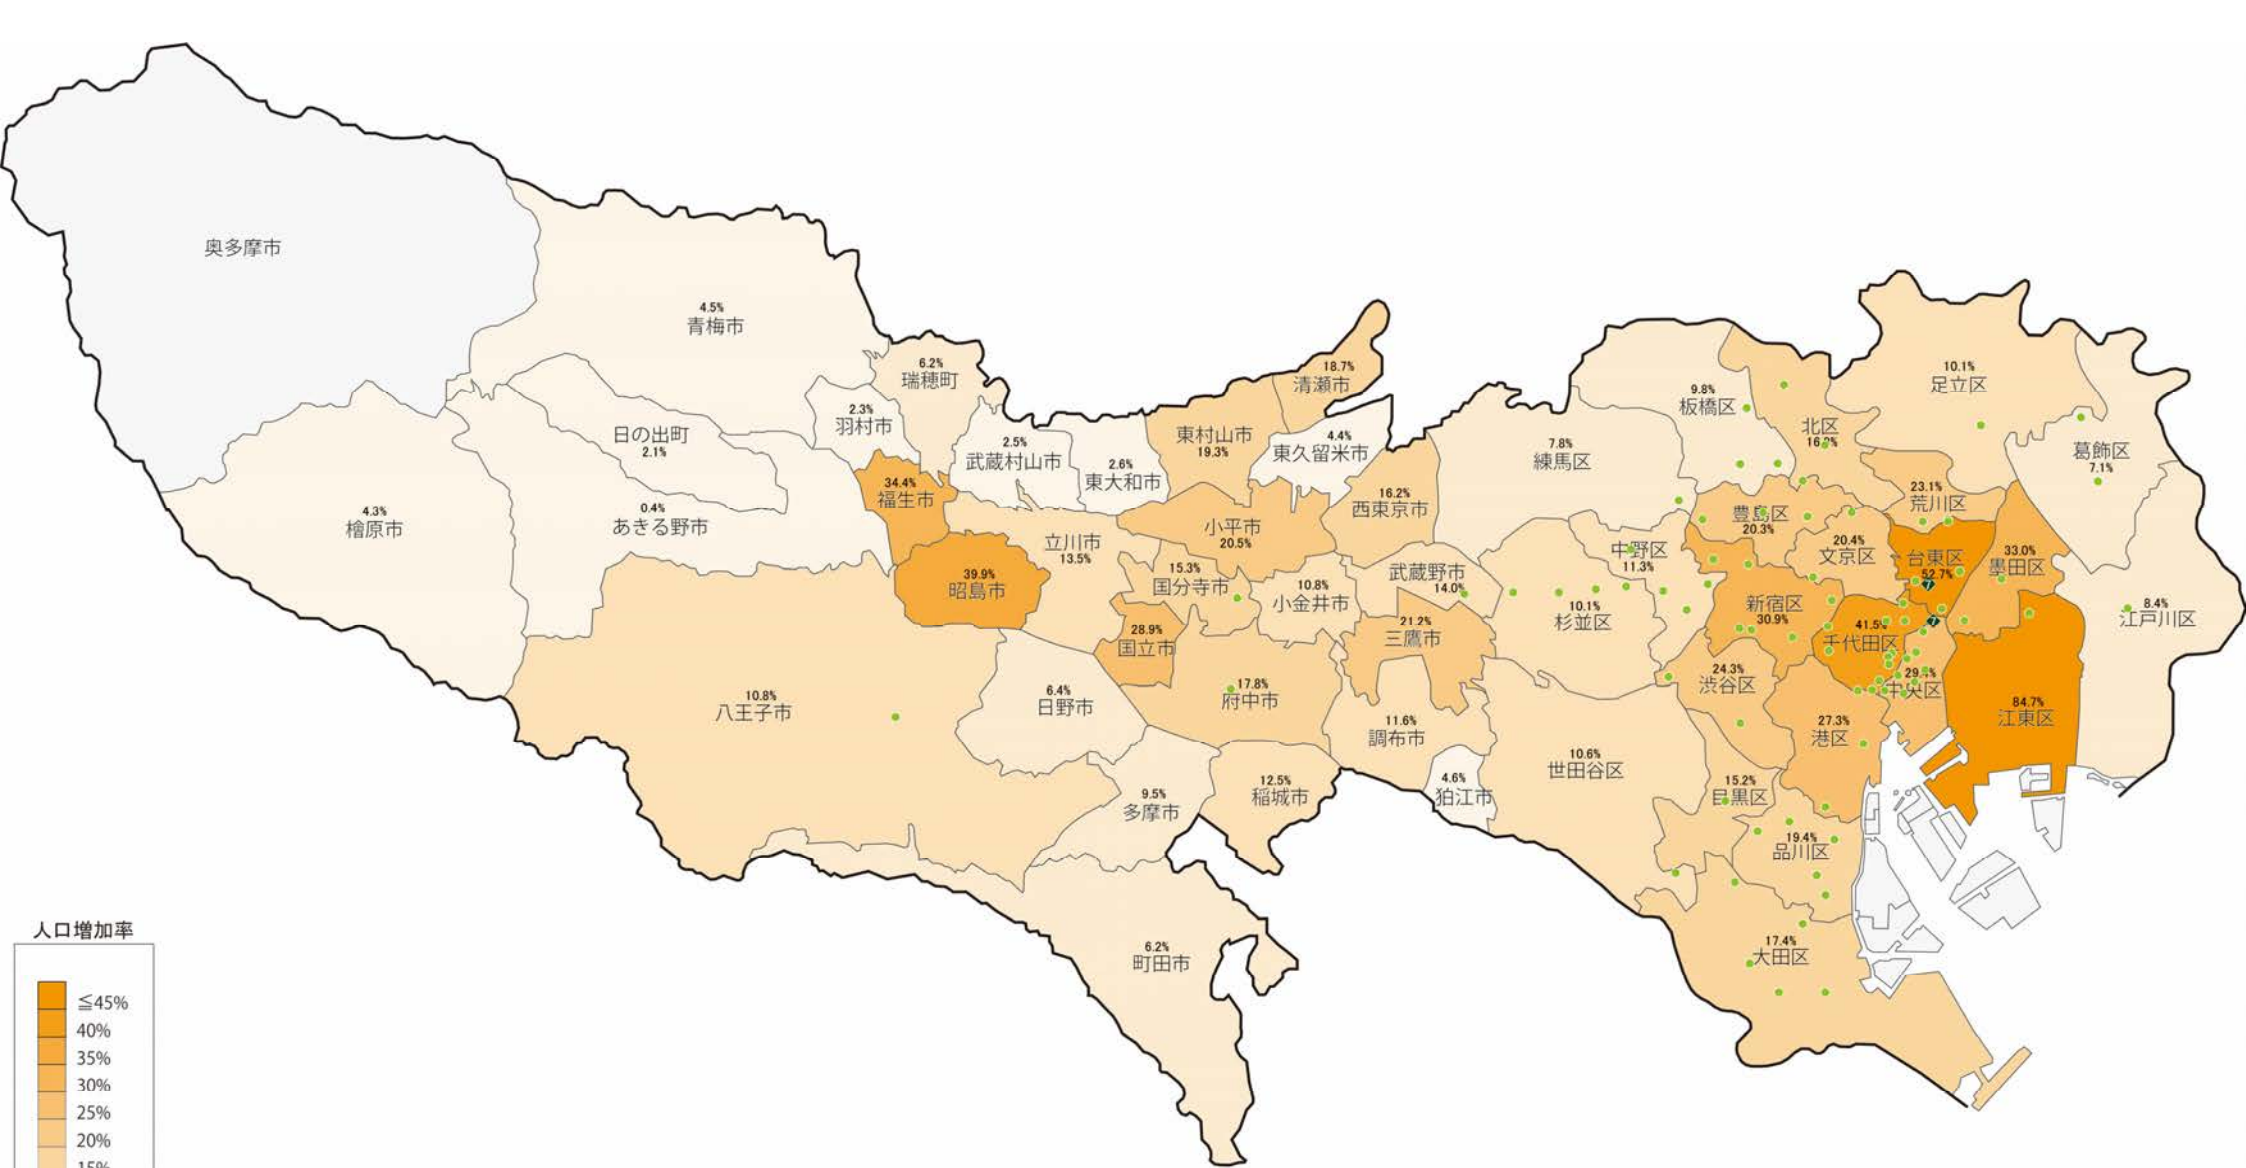 奥多摩市
4.5%
青梅市
6.2%
瑞穂町
2.3%
羽村市
日の出町
2.1%
4.3%
檜原市
0.4%
あきる野市
34.4%
福生市
2.5%
武蔵村山市
2.6%
東大和市
東村山市
19.3%
18.7%
清瀬市
4.4%
東久留米市
16.2%
西東京市
小平市
20.5%
立川市
13.5%
39.9%
昭島市
15.3%
国分寺市
10.8%
小金井市
武蔵野市
14.0%
28.9%
国立市
21.2%
三鷹市
17.8%
府中市
6.4%
日野市
10.8%
八王子市
11.6%
調布市
4.6%
狛江市
12.5%
稲城市
9.5%
多摩市
6.2%
町田市
7.8%
練馬区
9.8%
板橋区
北区
10.1%
足立区
葛飾区
7.1%
23.1%
荒川区
豊島区
20.3%
20.4%
文京区
台東区
52.7%
33.0%
墨田区
中野区
11.3%
10.1%
杉並区
新宿区
30.9%
41.5%
千代田区
8.4%
江戸川区
24.3%
渋谷区
中央区
84.7%
江東区
27.3%
港区
10.6%
世田谷区
15.2%
目黒区
19.4%
品川区
17.4%
大田区
人口増加率
≦45%
40%
35%
30%
25%
20%
15%